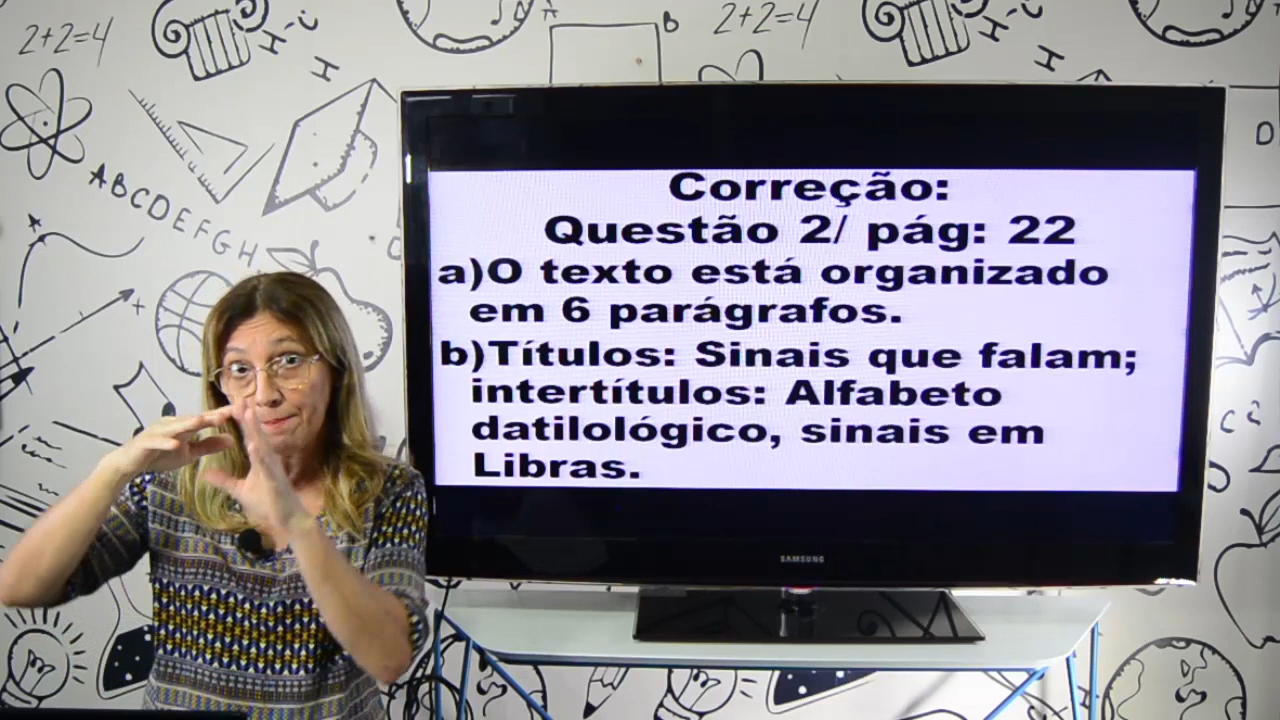 2+2=4
H-i
H
A
B
2+2=4
H-i
H
D
ABCDEFGH
Correção:
Questão 2/ pág: 22
a)O texto está organizado
em 6 parágrafos.
b)Títulos: Sinais que falam;
intertítulos: Alfabeto
datilológico, sinais em
Libras.
SAMSUNG